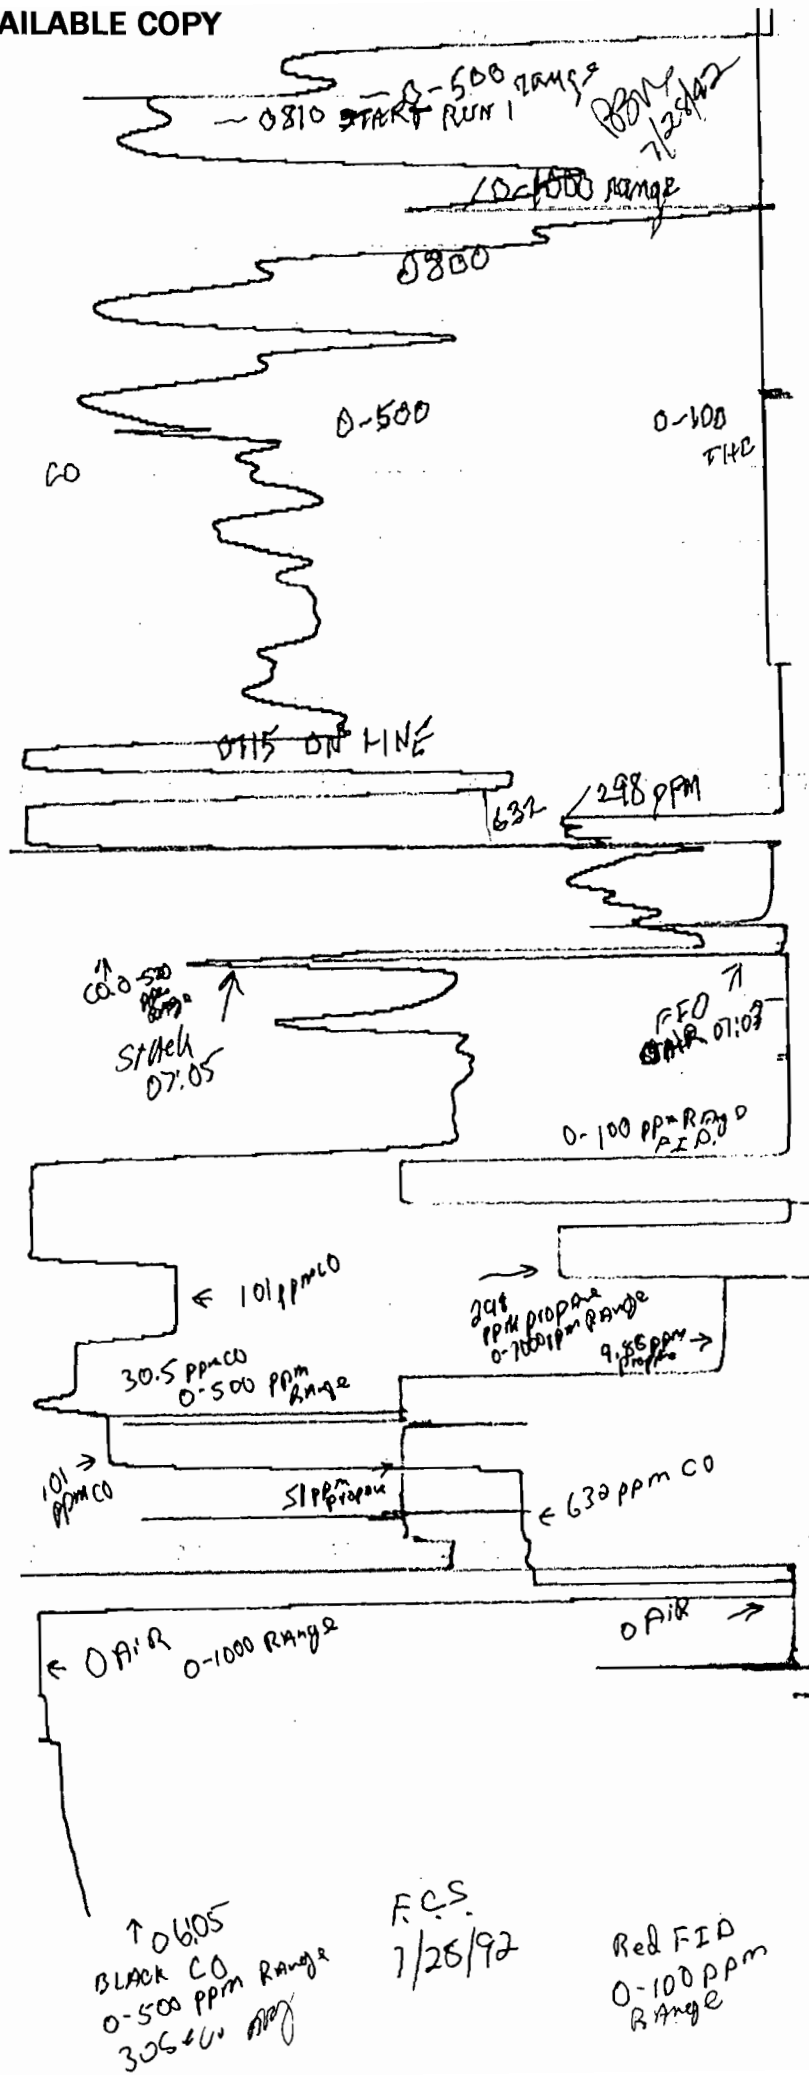 AILABLE COPY
0-500 range
0810 START RUN 1
7/28/92
0-1000 range
0800
0-500
0-100
THC
CO
0715 ON LINE
632
298 PPM
CO 0-500
ppm
Range
Stack
07:05
FID
07:03
0-100 ppm Range
F.I.D.
101 ppm CO
298
ppm propane
0-1000 ppm Range
9.86 ppm
propane
30.5 ppm CO
0-500 ppm
Range
101
ppm CO
51 ppm
propane
632 ppm CO
0 AiR
0 AiR
0-1000 Range
06:05
BLACK CO
0-500 ppm Range
F.C.S.
7/28/92
Red FID
0-100 ppm
Range